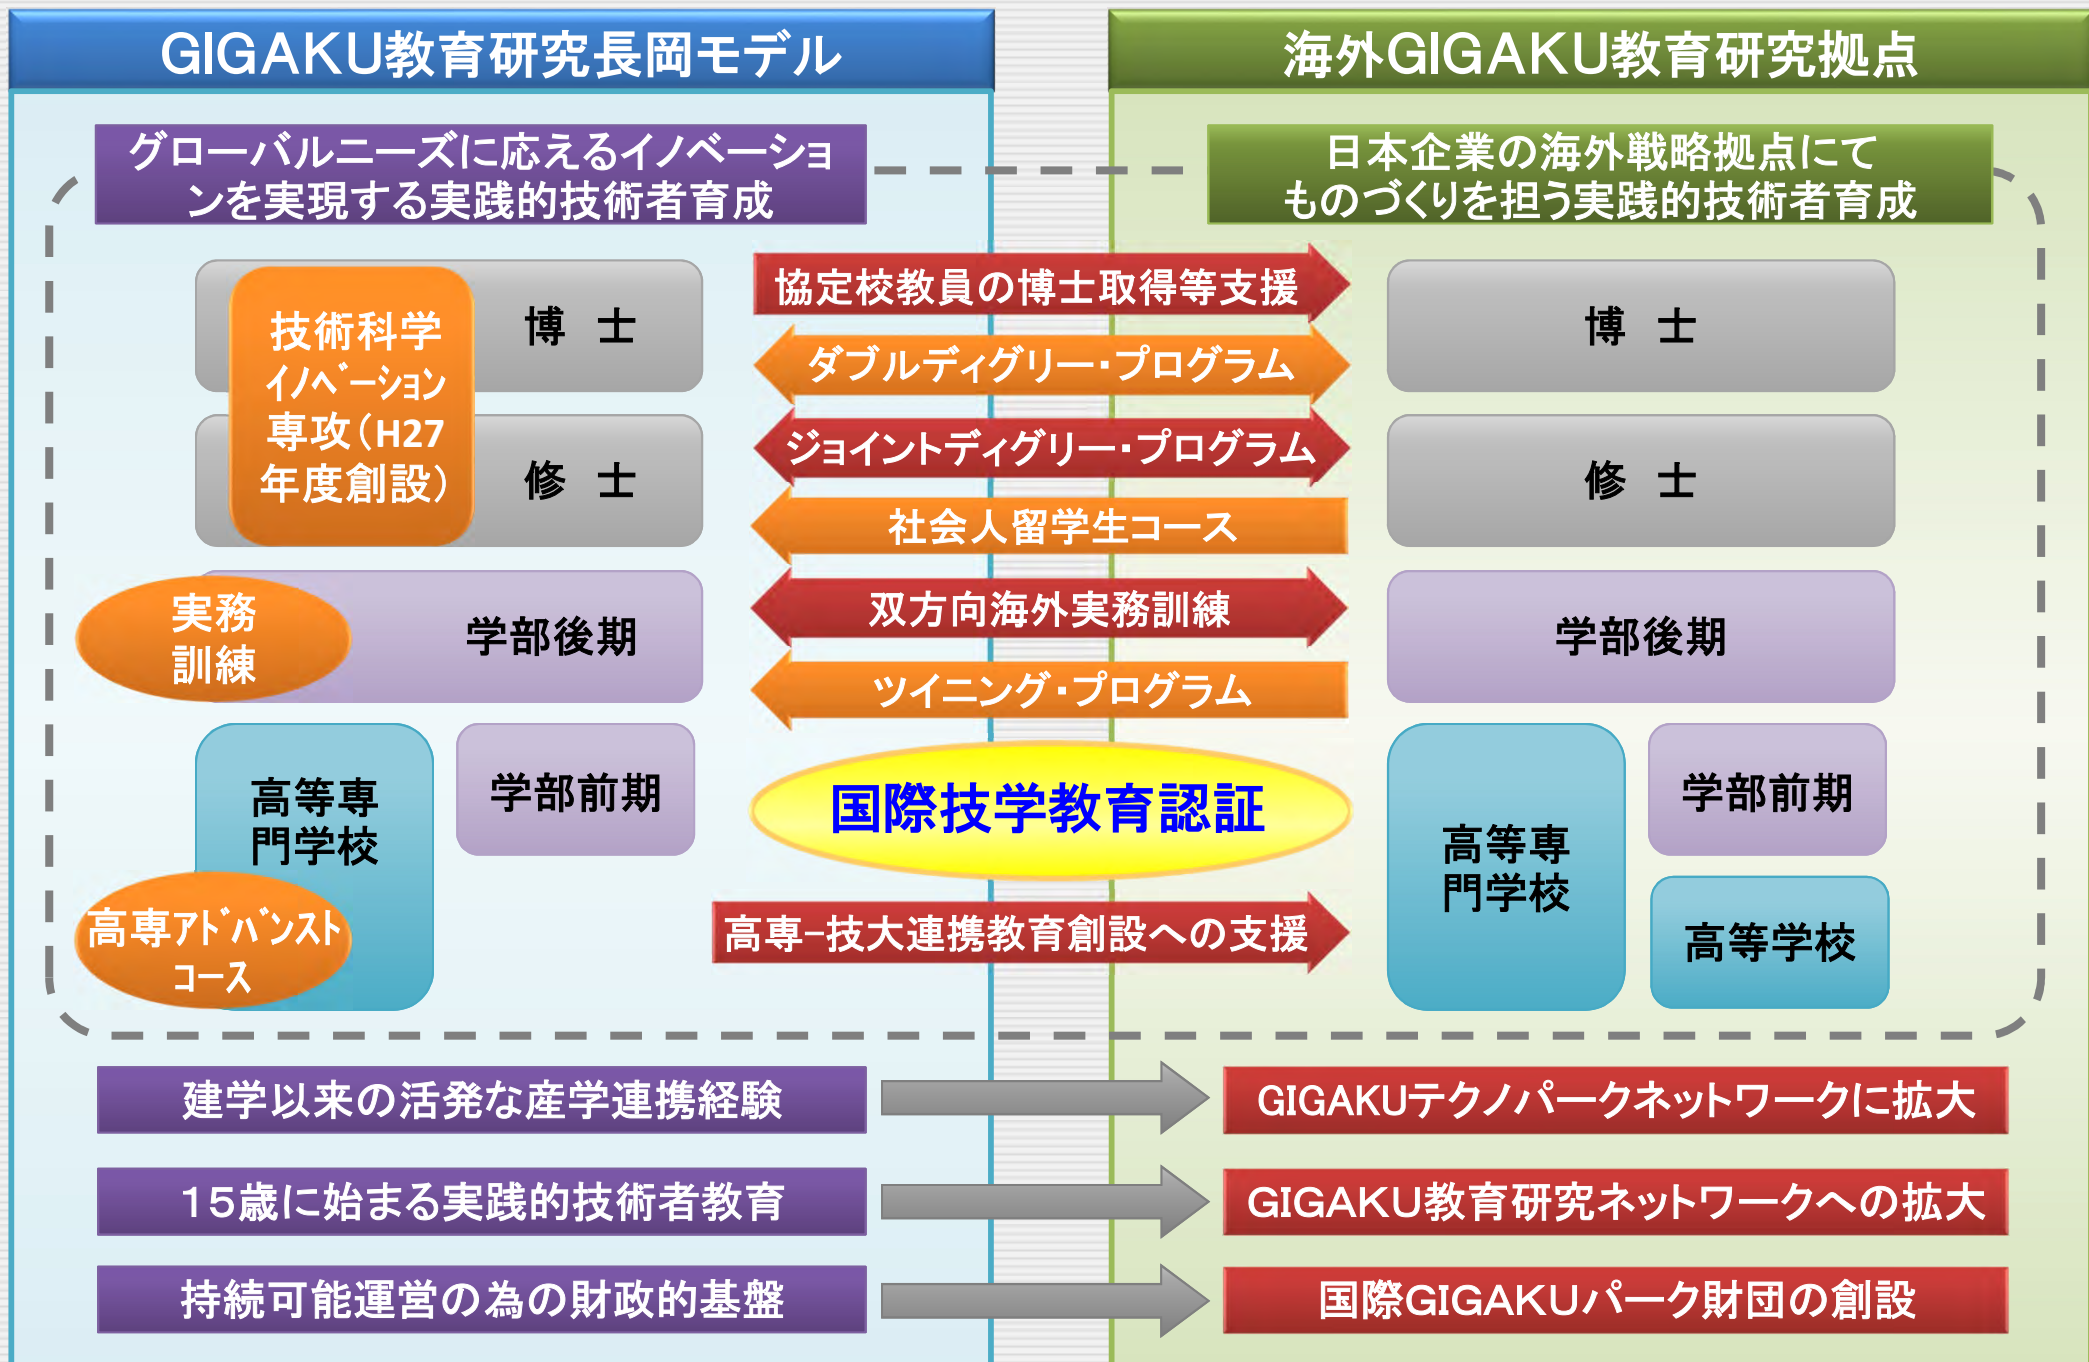 GIGAKU教育研究長岡モデル
海外GIGAKU教育研究拠点
グローバルニーズに応えるイノベーショ
ンを実現する実践的技術者育成
日本企業の海外戦略拠点にて
ものづくりを担う実践的技術者育成
技術科学
ｲﾉﾍﾞｰｼｮﾝ
専攻（H27
年度創設）
博　士
修　士
実務
訓練
学部後期
高等専
門学校
学部前期
高専ｱﾄﾞﾊﾞﾝｽﾄ
ｺｰｽ
協定校教員の博士取得等支援
ダブルディグリー・プログラム
ジョイントディグリー・プログラム
社会人留学生コース
双方向海外実務訓練
ツイニング・プログラム
国際技学教育認証
高専−技大連携教育創設への支援
博　士
修　士
学部後期
高等専
門学校
学部前期
高等学校
建学以来の活発な産学連携経験
GIGAKUテクノパークネットワークに拡大
１５歳に始まる実践的技術者教育
GIGAKU教育研究ネットワークへの拡大
持続可能運営の為の財政的基盤
国際GIGAKUパーク財団の創設